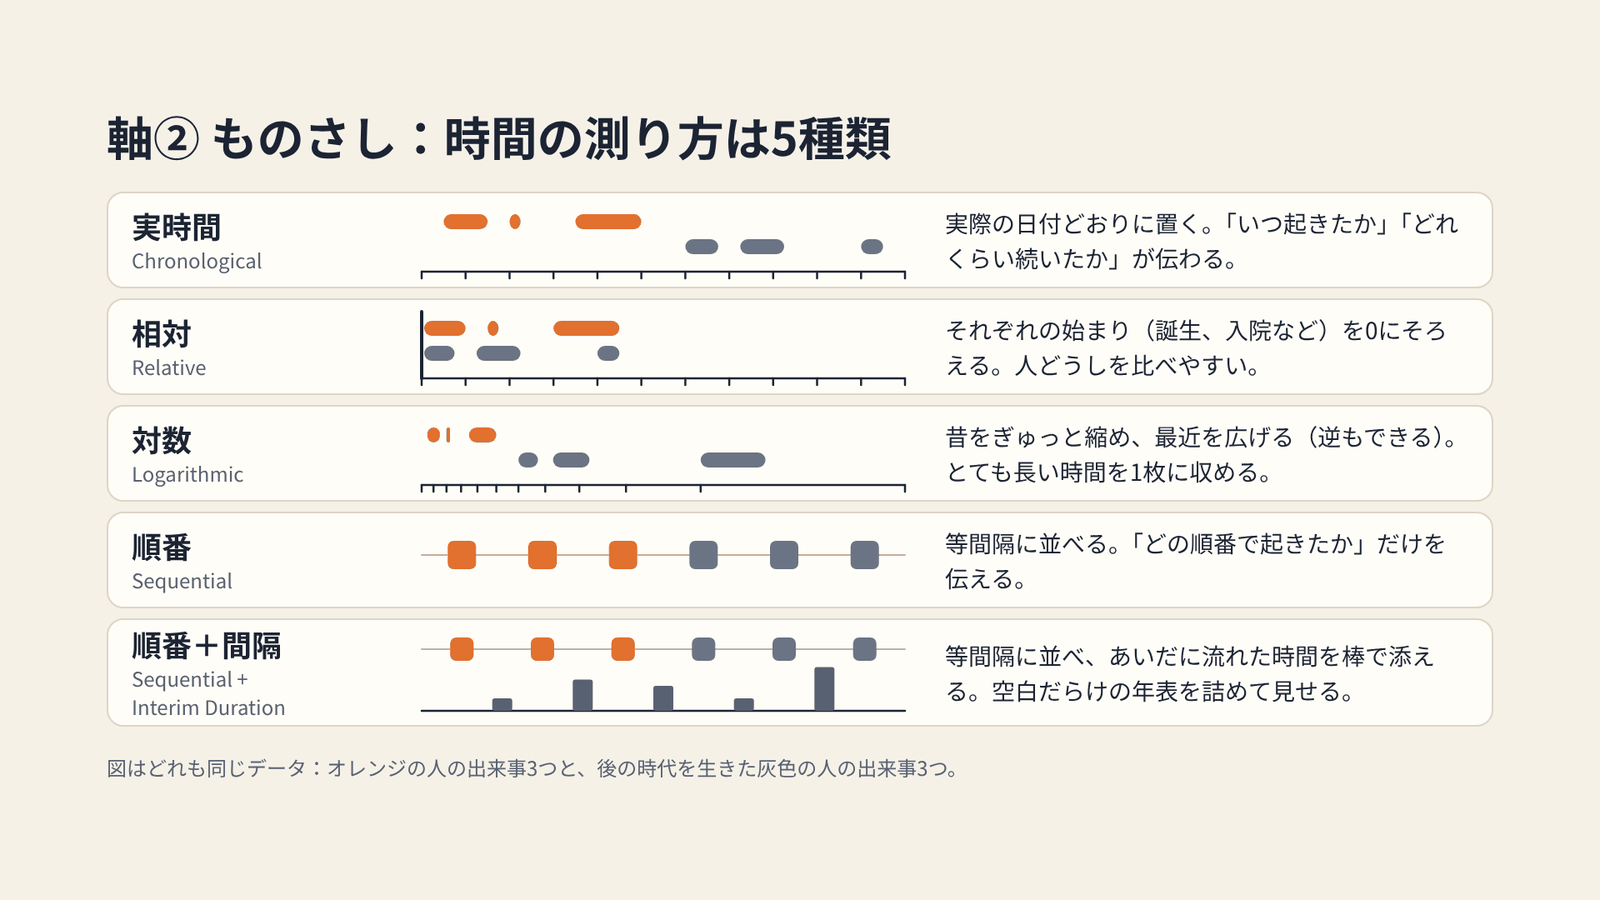 軸② ものさし：時間の測り方は5種類
実時間
Chronological
実際の日付どおりに置く。「いつ起きたか」「どれ
くらい続いたか」が伝わる。
相対
Relative
それぞれの始まり（誕生、入院など）を0にそろ
える。人どうしを比べやすい。
対数
Logarithmic
昔をぎゅっと縮め、最近を広げる（逆もできる）。
とても長い時間を1枚に収める。
順番
Sequential
等間隔に並べる。「どの順番で起きたか」だけを
伝える。
順番＋間隔
Sequential +
Interim Duration
等間隔に並べ、あいだに流れた時間を棒で添え
る。空白だらけの年表を詰めて見せる。
図はどれも同じデータ：オレンジの人の出来事3つと、後の時代を生きた灰色の人の出来事3つ。